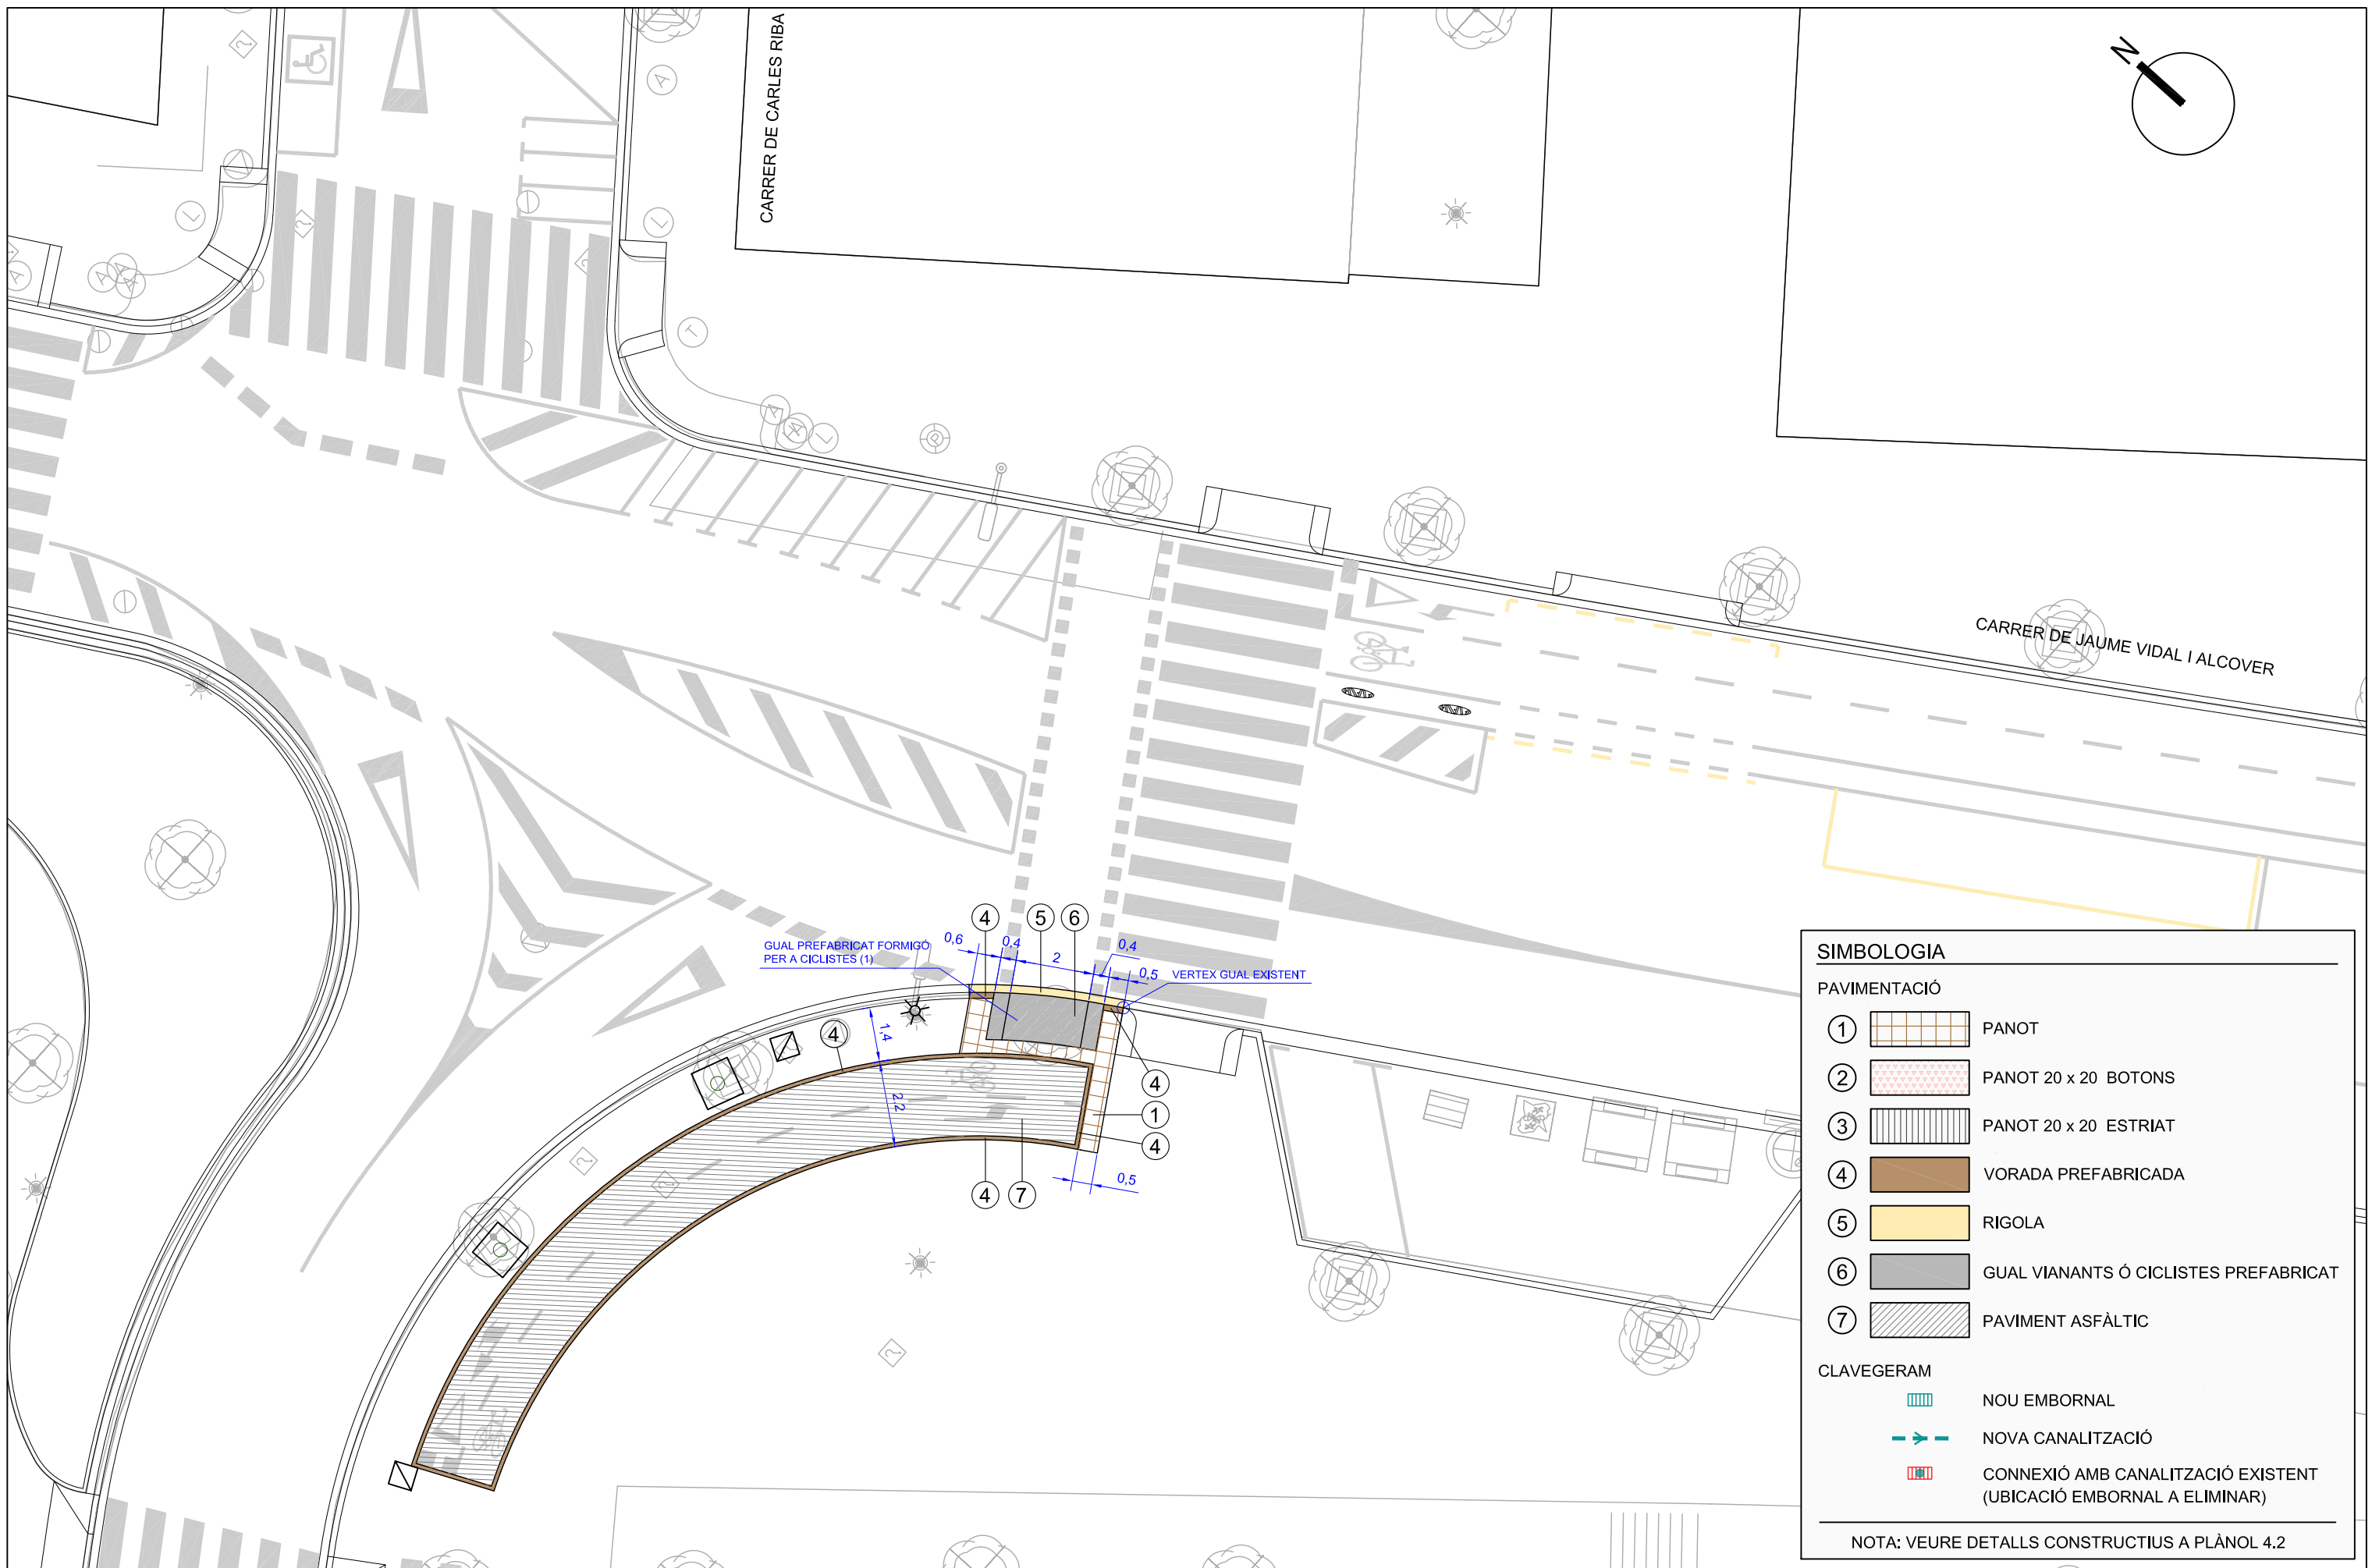 CARRER DE CARLES RIBA
N
A
L
L
A
A
A
T
A
A
L
P
CARRER DE JAUME VIDAL I ALCOVER
4
5
6
GUAL PREFABRICAT FORMIGÓ
PER A CICLISTES (1)
0,6
0,4
2
0,4
0,5
VERTEX GUAL EXISTENT
1,4
4
2,2
4
1
4
4
7
0,5
SIMBOLOGIA
PAVIMENTACIÓ
1 PANOT
2 PANOT 20 x 20 BOTONS
3 PANOT 20 x 20 ESTRIAT
4 VORADA PREFABRICADA
5 RIGOLA
6 GUAL VIANANTS Ó CICLISTES PREFABRICAT
7 PAVIMENT ASFÀLTIC
CLAVEGERAM
NOU EMBORNAL
NOVA CANALITZACIÓ
CONNEXIÓ AMB CANALITZACIÓ EXISTENT
(UBICACIÓ EMBORNAL A ELIMINAR)
NOTA: VEURE DETALLS CONSTRUCTIUS A PLÀNOL 4.2